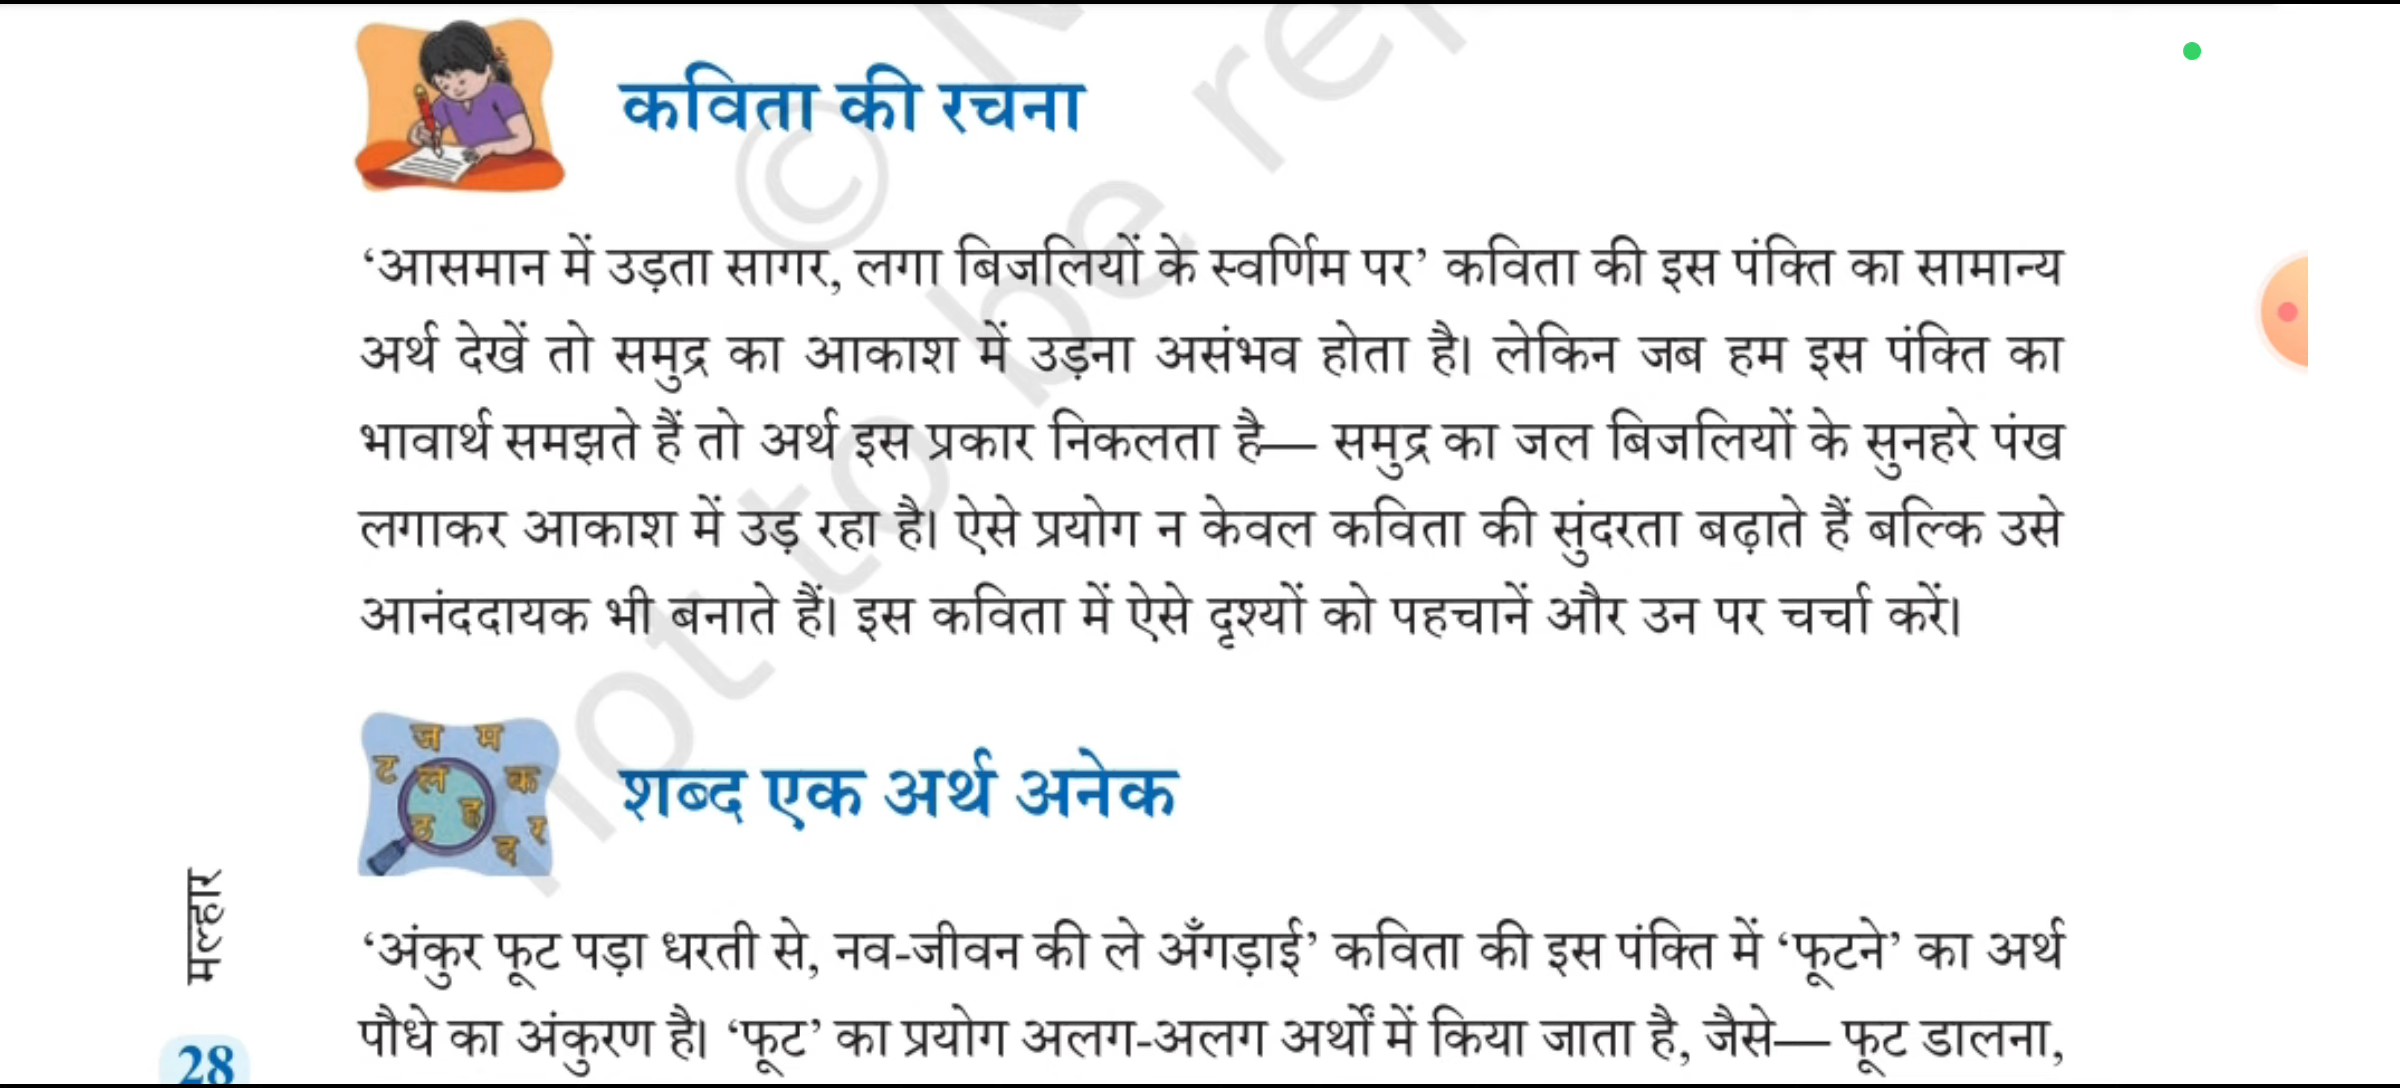 कविता की रचना
‘आसमान में उड़ता सागर, लगा बिजलियों के स्वर्णिम पर’ कविता की इस पंक्ति का सामान्य
अर्थ देखें तो समुद्र का आकाश में उड़ना असंभव होता है। लेकिन जब हम इस पंक्ति का
भावार्थ समझते हैं तो अर्थ इस प्रकार निकलता है— समुद्र का जल बिजलियों के सुनहरे पंख
लगाकर आकाश में उड़ रहा है। ऐसे प्रयोग न केवल कविता की सुंदरता बढ़ाते हैं बल्कि उसे
आनंददायक भी बनाते हैं। इस कविता में ऐसे दृश्यों को पहचानें और उन पर चर्चा करें।
ज म
ट ल क
ठ ह र
द
शब्द एक अर्थ अनेक
‘अंकुर फूट पड़ा धरती से, नव-जीवन की ले अँगड़ाई’ कविता की इस पंक्ति में ‘फूटने’ का अर्थ
पौधे का अंकुरण है। ‘फूट’ का प्रयोग अलग-अलग अर्थों में किया जाता है, जैसे— फूट डालना,
मल्हार
28
© N
not to be rep